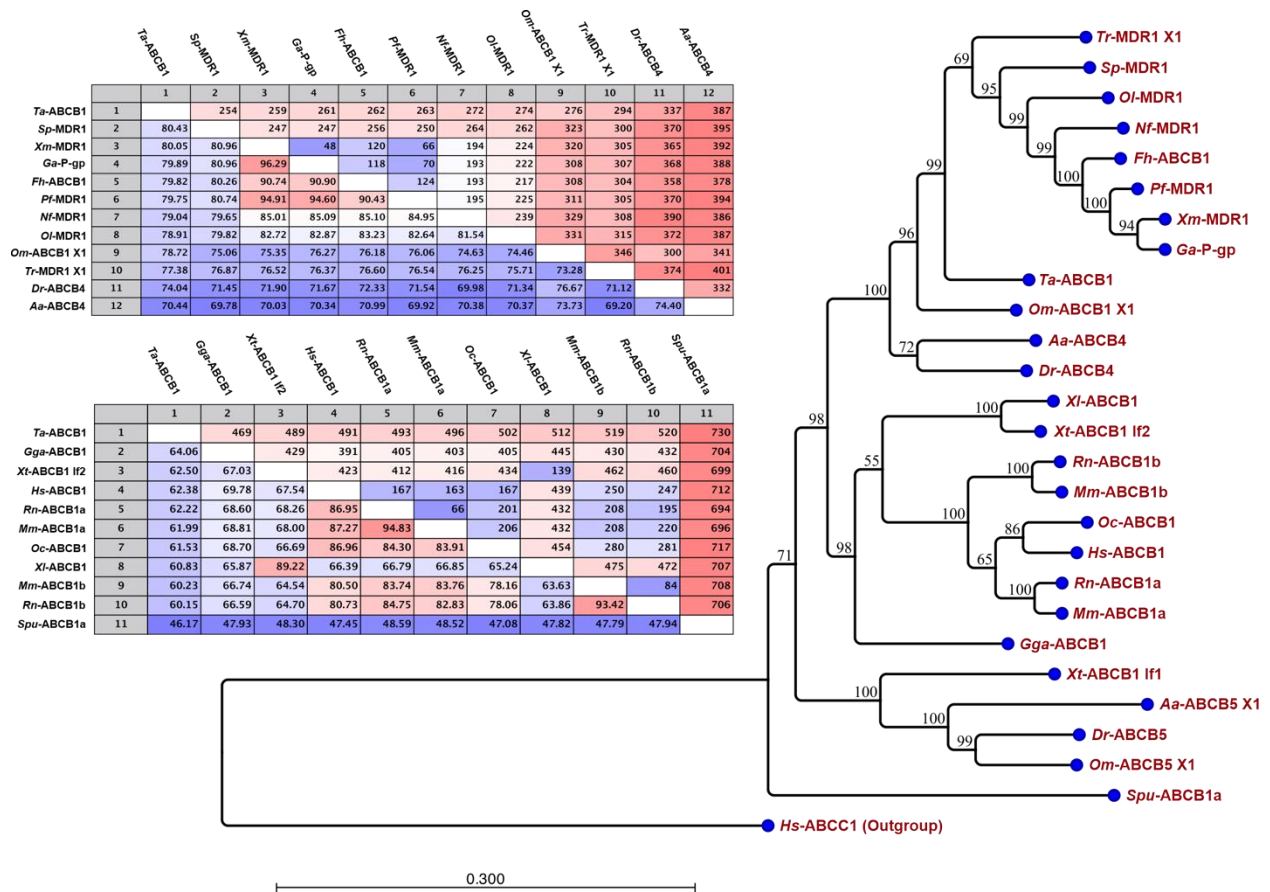 Ta-ABCB1 Sp-MDR1 Xm-MDR1 Ga-P-gp Fh-ABCB1 Pf-MDR1 Nf-MDR1 Ol-MDR1 Om-ABCB1 X1 Tr-MDR1 X1 Dr-ABCB4 Aa-ABCB4
1 2 3 4 5 6 7 8 9 10 11 12
Ta-ABCB1 1 254 259 261 262 263 272 274 276 294 337 387
Sp-MDR1 2 80.43 247 247 256 250 264 262 323 300 370 395
Xm-MDR1 3 80.05 80.96 48 120 66 194 222 320 305 365 392
Ga-P-gp 4 79.89 80.96 96.29 118 70 193 222 308 307 368 388
Fh-ABCB1 5 79.82 80.26 90.74 90.90 124 193 217 308 304 358 378
Pf-MDR1 6 79.75 80.74 94.91 94.60 90.43 195 225 311 305 370 394
Nf-MDR1 7 79.04 79.65 85.01 85.09 85.10 84.95 239 329 308 390 386
Ol-MDR1 8 78.91 79.82 82.72 82.87 83.23 82.64 81.54 331 315 372 387
Om-ABCB1 X1 9 78.72 75.06 75.35 76.27 76.18 76.06 74.63 74.46 346 300 341
Tr-MDR1 X1 10 77.38 76.87 76.52 76.37 76.60 76.54 76.25 75.71 73.28 374 401
Dr-ABCB4 11 74.04 71.45 71.90 71.67 72.33 71.54 69.98 71.34 76.67 71.12 332
Aa-ABCB4 12 70.44 69.78 70.03 70.34 70.99 69.92 70.38 70.37 73.73 69.20 74.40
Ta-ABCB1 Gga-ABCB1 Xt-ABCB1 If2 Hs-ABCB1 Rn-ABCB1a Mm-ABCB1a Oc-ABCB1 Xl-ABCB1 Mm-ABCB1b Rn-ABCB1b Spu-ABCB1a
1 2 3 4 5 6 7 8 9 10 11
Ta-ABCB1 1 469 489 491 493 496 502 512 519 520 730
Gga-ABCB1 2 64.06 429 391 405 403 405 445 430 432 704
Xt-ABCB1 If2 3 62.50 67.03 423 412 416 434 139 462 460 699
Hs-ABCB1 4 62.38 69.78 67.54 167 163 167 439 250 247 712
Rn-ABCB1a 5 62.22 68.60 68.26 86.95 66 201 432 208 195 694
Mm-ABCB1a 6 61.99 68.81 68.00 87.27 94.83 206 432 208 220 696
Oc-ABCB1 7 61.53 68.70 66.69 86.96 84.30 83.91 454 280 281 717
Xl-ABCB1 8 60.83 65.87 89.22 66.39 66.79 66.85 65.24 475 472 707
Mm-ABCB1b 9 60.23 66.74 64.54 80.50 83.74 83.76 78.16 63.63 84 708
Rn-ABCB1b 10 60.15 66.59 64.70 80.73 84.75 82.83 78.06 63.86 93.42 706
Spu-ABCB1a 11 46.17 47.93 48.30 47.45 48.59 48.52 47.08 47.82 47.79 47.94
Tr-MDR1 X1
69
Sp-MDR1
95
Ol-MDR1
99
Nf-MDR1
99
Fh-ABCB1
100
Pf-MDR1
100
Xm-MDR1
94
Ga-P-gp
99
Ta-ABCB1
96
Om-ABCB1 X1
100
Aa-ABCB4
72
Dr-ABCB4
98
Xl-ABCB1
100
Xt-ABCB1 If2
55
Rn-ABCB1b
100
Mm-ABCB1b
100
Oc-ABCB1
86
Hs-ABCB1
65
Rn-ABCB1a
100
Mm-ABCB1a
98
Gga-ABCB1
71
Xt-ABCB1 If1
100
Aa-ABCB5 X1
100
Dr-ABCB5
99
Om-ABCB5 X1
Spu-ABCB1a
Hs-ABCC1 (Outgroup)
0.300